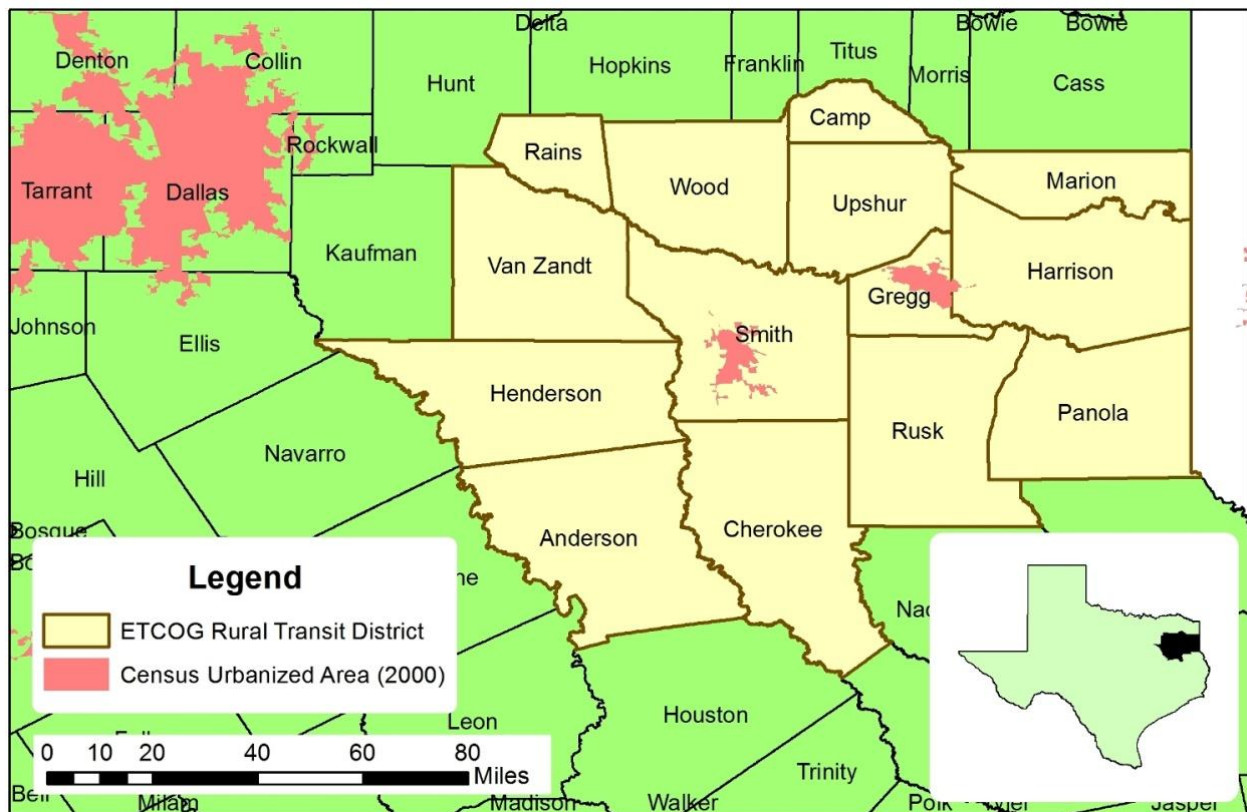 Delta
Bowie
Bowie
Denton
Collin
Hunt
Hopkins
Franklin
Titus
Morris
Cass
Camp
Rockwall
Rains
Wood
Marion
Tarrant
Dallas
Upshur
Kaufman
Van Zandt
Harrison
Gregg
Johnson
Ellis
Smith
Henderson
Panola
Rusk
Navarro
Hill
Cherokee
Anderson
Bosque
Legend
ETCOG Rural Transit District
Census Urbanized Area (2000)
Houston
Leon
Trinity
0 10 20 40 60 80
Miles
Bell
Milam
Madison
Walker
Polk
Jasper